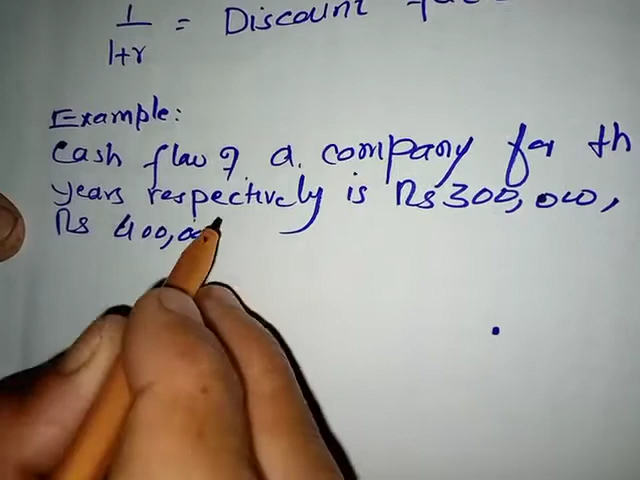 1/1+r = Discount
Example:
Cash flow of a company for th
years respectively is Rs 300,000,
Rs 400,00